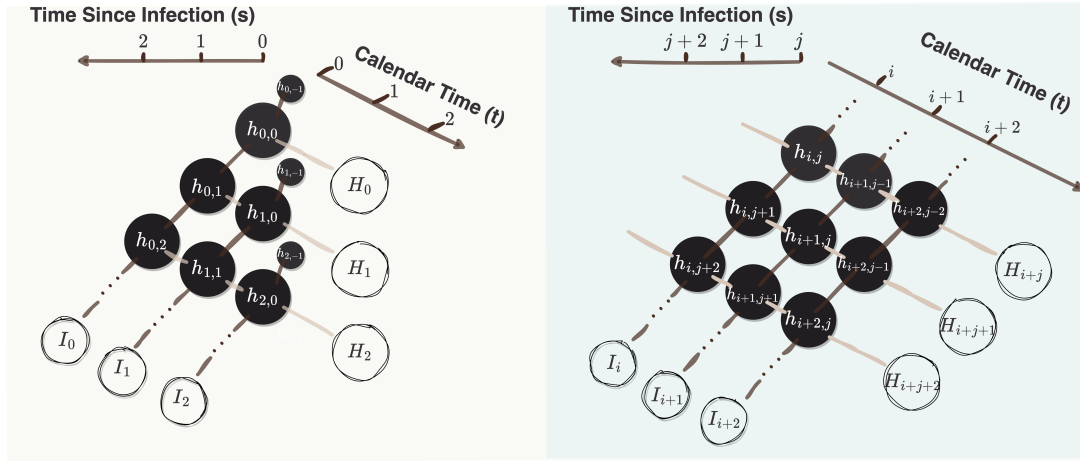 Time Since Infection (s)
2 1 0
Calendar Time (t)
0
1
2
h_{0,-1}
h_{0,0}
h_{1,-1}
h_{0,1}
H_0
h_{1,0}
h_{0,2}
h_{2,-1}
h_{1,1}
H_1
h_{2,0}
I_0
H_2
I_1
I_2
Time Since Infection (s)
j + 2 j + 1 j
Calendar Time (t)
i
i + 1
i + 2
h_{i,j}
h_{i+1,j-1}
h_{i,j+1}
h_{i+2,j-2}
h_{i+1,j}
h_{i,j+2}
h_{i+2,j-1}
H_{i+j}
h_{i+1,j+1}
h_{i+2,j}
H_{i+j+1}
I_i
H_{i+j+2}
I_{i+1}
I_{i+2}